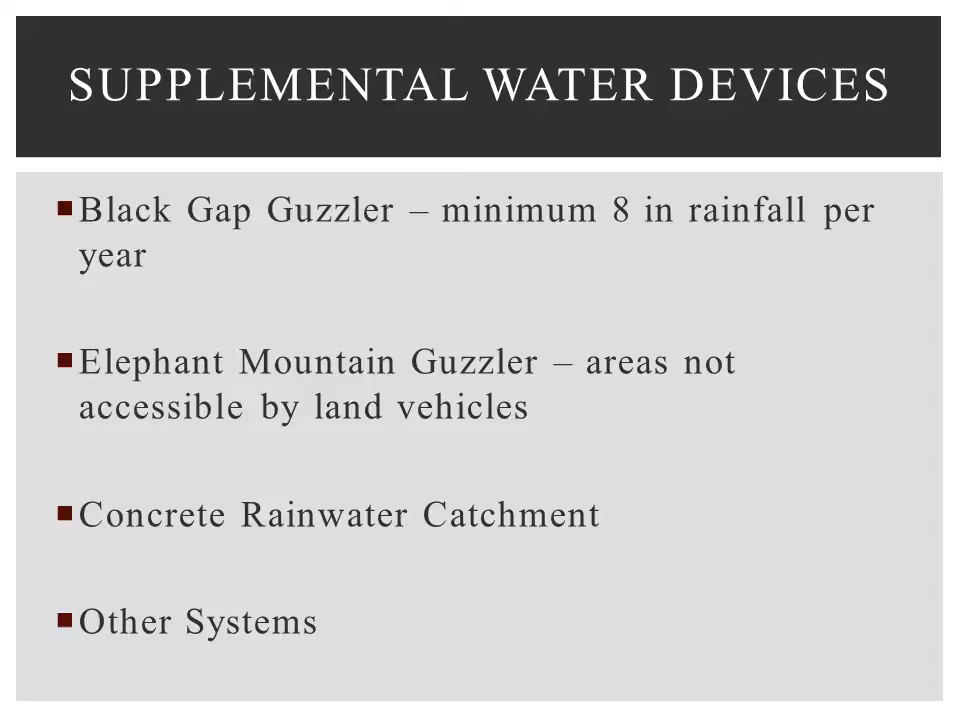 SUPPLEMENTAL WATER DEVICES
Black Gap Guzzler – minimum 8 in rainfall per
year
Elephant Mountain Guzzler – areas not
accessible by land vehicles
Concrete Rainwater Catchment
Other Systems